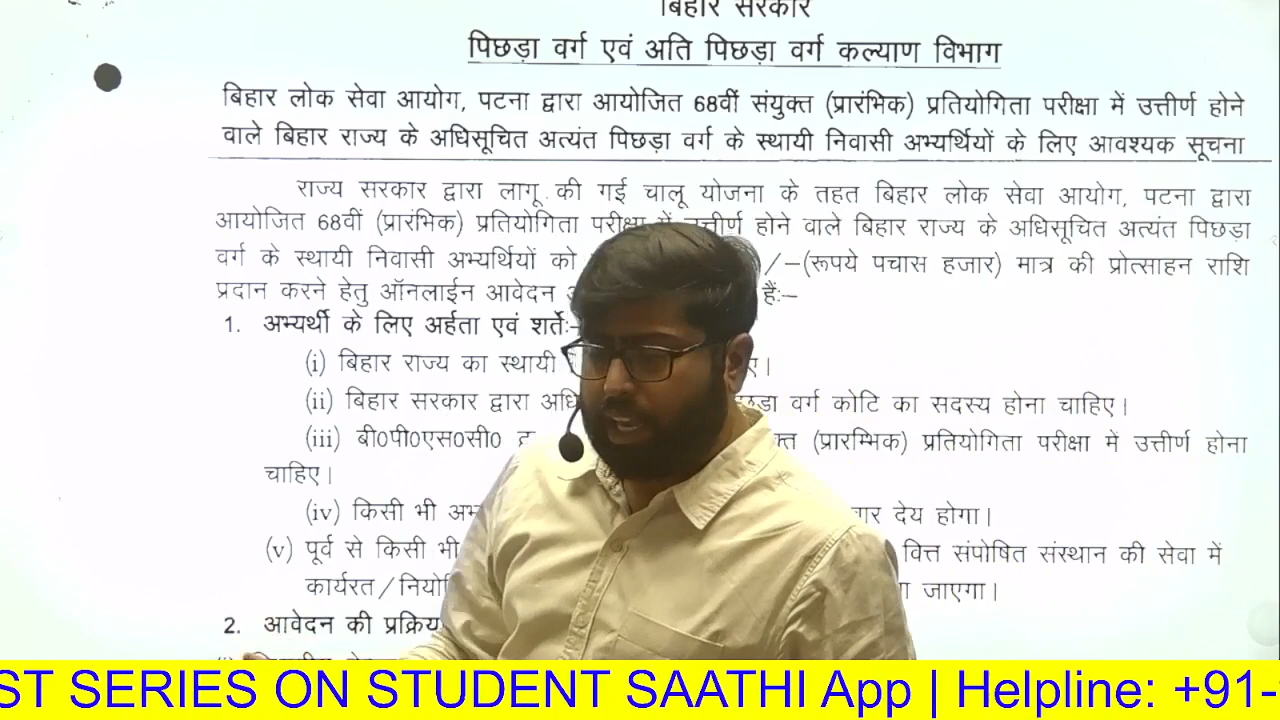 बिहार सरकार
पिछड़ा वर्ग एवं अति पिछड़ा वर्ग कल्याण विभाग
बिहार लोक सेवा आयोग, पटना द्वारा आयोजित 68वीं संयुक्त (प्रारंभिक) प्रतियोगिता परीक्षा में उत्तीर्ण होने
वाले बिहार राज्य के अधिसूचित अत्यंत पिछड़ा वर्ग के स्थायी निवासी अभ्यर्थियों के लिए आवश्यक सूचना
राज्य सरकार द्वारा लागू की गई चालू योजना के तहत बिहार लोक सेवा आयोग, पटना द्वारा
आयोजित 68वीं (प्रारंभिक) प्रतियोगिता परीक्षा में उत्तीर्ण होने वाले बिहार राज्य के अधिसूचित अत्यंत पिछड़ा
वर्ग के स्थायी निवासी अभ्यर्थियों को /–(रूपये पचास हजार) मात्र की प्रोत्साहन राशि
प्रदान करने हेतु ऑनलाईन आवेदन हैं:–
1. अभ्यर्थी के लिए अर्हता एवं शर्ते:–
(i) बिहार राज्य का स्थायी
(ii) बिहार सरकार द्वारा वर्ग कोटि का सदस्य होना चाहिए।
(iii) बी0पी0एस0सी0 (प्रारम्भिक) प्रतियोगिता परीक्षा में उत्तीर्ण होना
चाहिए।
(iv) किसी भी देय होगा।
(v) पूर्व से किसी भी वित्त संपोषित संस्थान की सेवा में
कार्यरत/ जाएगा।
2. आवेदन की
ST SERIES ON STUDENT SAATHI App | Helpline: +91-